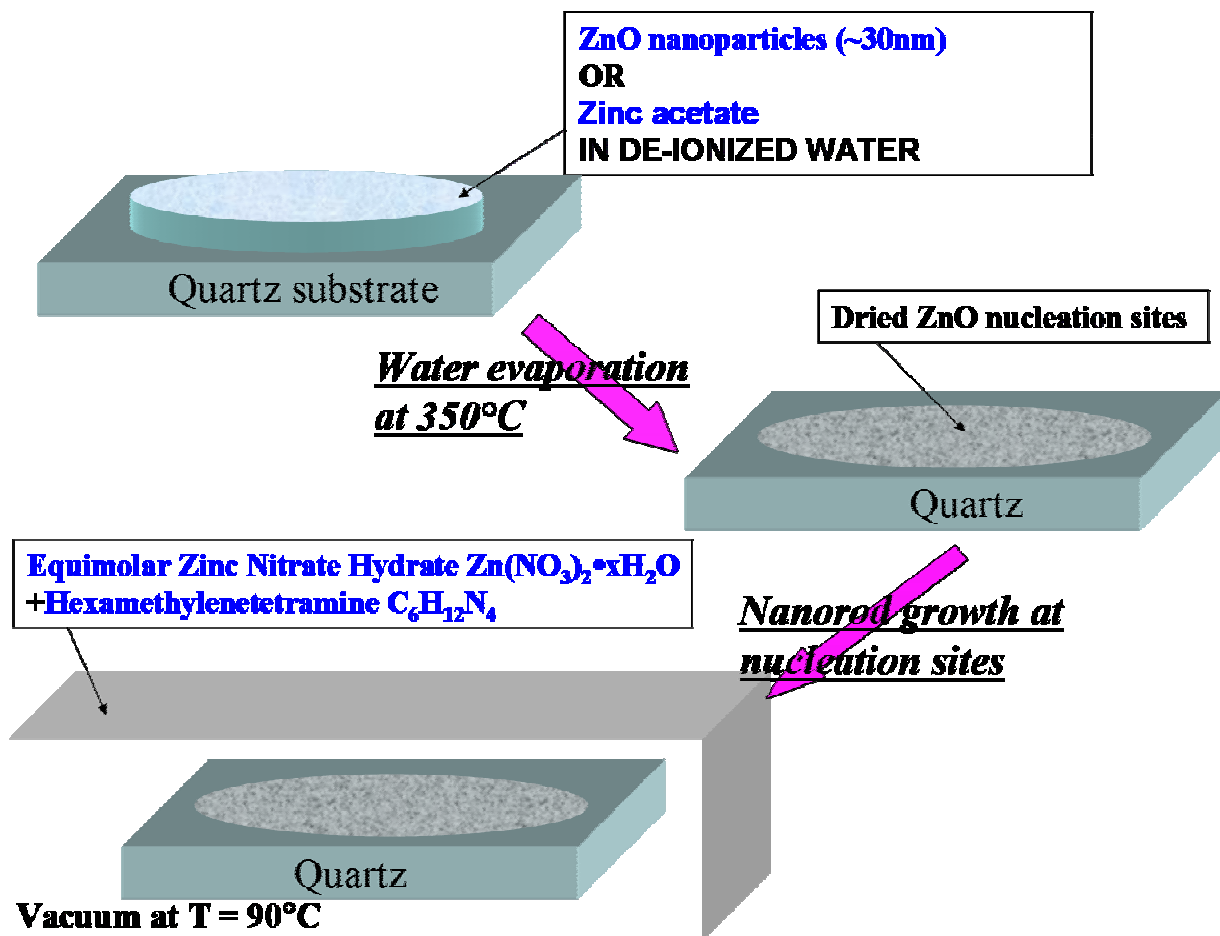 ZnO nanoparticles (~30nm)
OR
Zinc acetate
IN DE-IONIZED WATER
Quartz substrate
Water evaporation
at 350°C
Dried ZnO nucleation sites
Quartz
Equimolar Zinc Nitrate Hydrate Zn(NO₃)₂•xH₂O
+Hexamethylenetetramine C₆H₁₂N₄
Nanorod growth at
nucleation sites
Quartz
Vacuum at T = 90°C